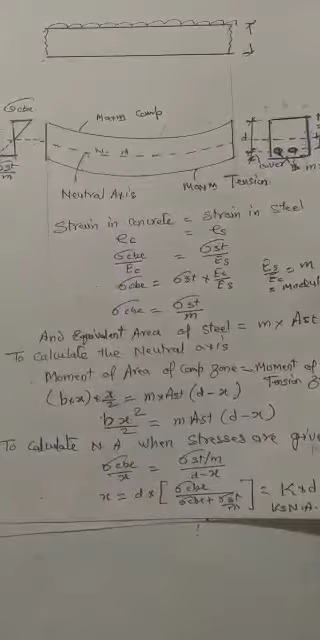 σcbc
Maxm Comp
N. A
d
σst/m
Cover
Neutral Axis
Maxm Tension
Strain in concrete = Strain in Steel
ec = es
σcbc/Ec = σst/Es
σcbc = σst × Ec/Es
Es/Ec = m
= modul
σcbc = σst/m
And Equivalent Area of Steel = m × Ast
To calculate the Neutral axis
Moment of Area of Comp zone = Moment of
Tension
(b×x) × x/2 = m×Ast (d-x)
bx²/2 = m Ast (d-x)
To calculate N A when stresses are give
σcbc/x = σst/m/d-x
x = d × [σcbc/σcbc + σst/m] = K×d
K=N.A.